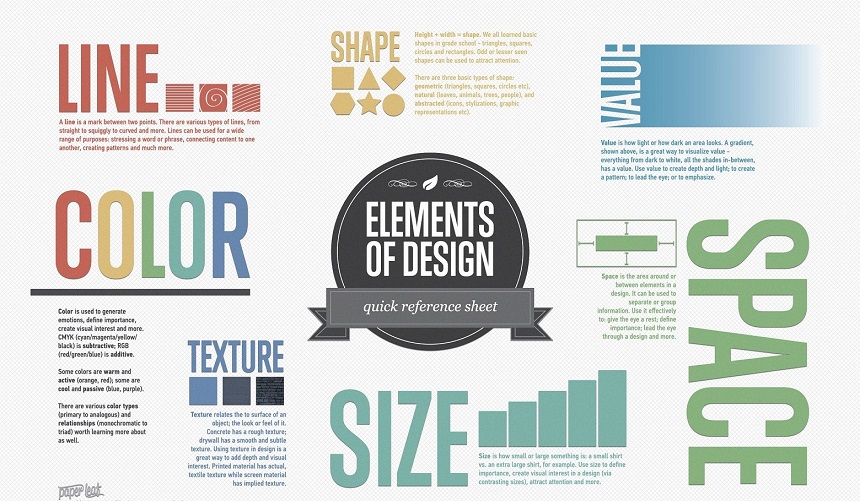 LINE
A line is a mark between two points. There are various types of lines, from
straight to squiggly to curved and more. Lines can be used for a wide
range of purposes: stressing a word or phrase, connecting content to one
another, creating patterns and much more.
SHAPE
Height + width = shape. We all learned basic
shapes in grade school - triangles, squares,
circles and rectangles. Odd or lesser seen
shapes can be used to attract attention.
There are three basic types of shape:
geometric (triangles, squares, circles etc),
natural (leaves, animals, trees, people), and
abstracted (icons, stylizations, graphic
representations etc).
VALUE
Value is how light or how dark an area looks. A gradient,
shown above, is a great way to visualize value -
everything from dark to white, all the shades in-between,
has a value. Use value to create depth and light; to create
a pattern; to lead the eye; or to emphasize.
COLOR
Color is used to generate
emotions, define importance,
create visual interest and more.
CMYK (cyan/magenta/yellow/
black) is subtractive; RGB
(red/green/blue) is additive.
Some colors are warm and
active (orange, red); some are
cool and passive (blue, purple).
There are various color types
(primary to analogous) and
relationships (monochromatic to
triad) worth learning more about
as well.
ELEMENTS
OF DESIGN
quick reference sheet
SPACE
Space is the area around or
between elements in a
design. It can be used to
separate or group
information. Use it effectively
to: give the eye a rest; define
importance; lead the eye
through a design and more.
TEXTURE
Texture relates the to surface of an
object; the look or feel of it.
Concrete has a rough texture;
drywall has a smooth and subtle
texture. Using texture in design is a
great way to add depth and visual
interest. Printed material has actual,
textile texture while screen material
has implied texture.
SIZE
Size is how small or large something is: a small shirt
vs. an extra large shirt, for example. Use size to define
importance, create visual interest in a design (via
contrasting sizes), attract attention and more.
paper leaf